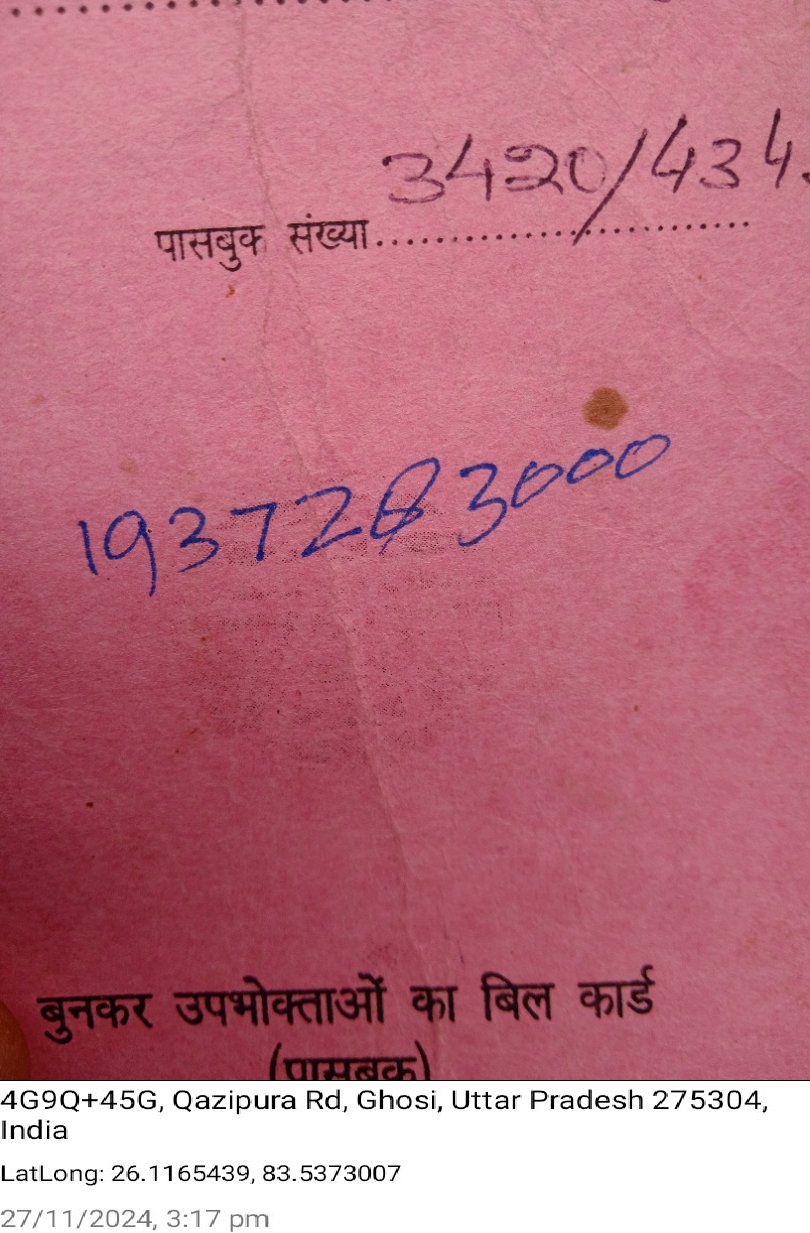 3420/434
पासबुक संख्या....................................
1937283000
बुनकर उपभोक्ताओं का बिल कार्ड
(पासबुक)
4G9Q+45G, Qazipura Rd, Ghosi, Uttar Pradesh 275304,
India
LatLong: 26.1165439, 83.5373007
27/11/2024, 3:17 pm